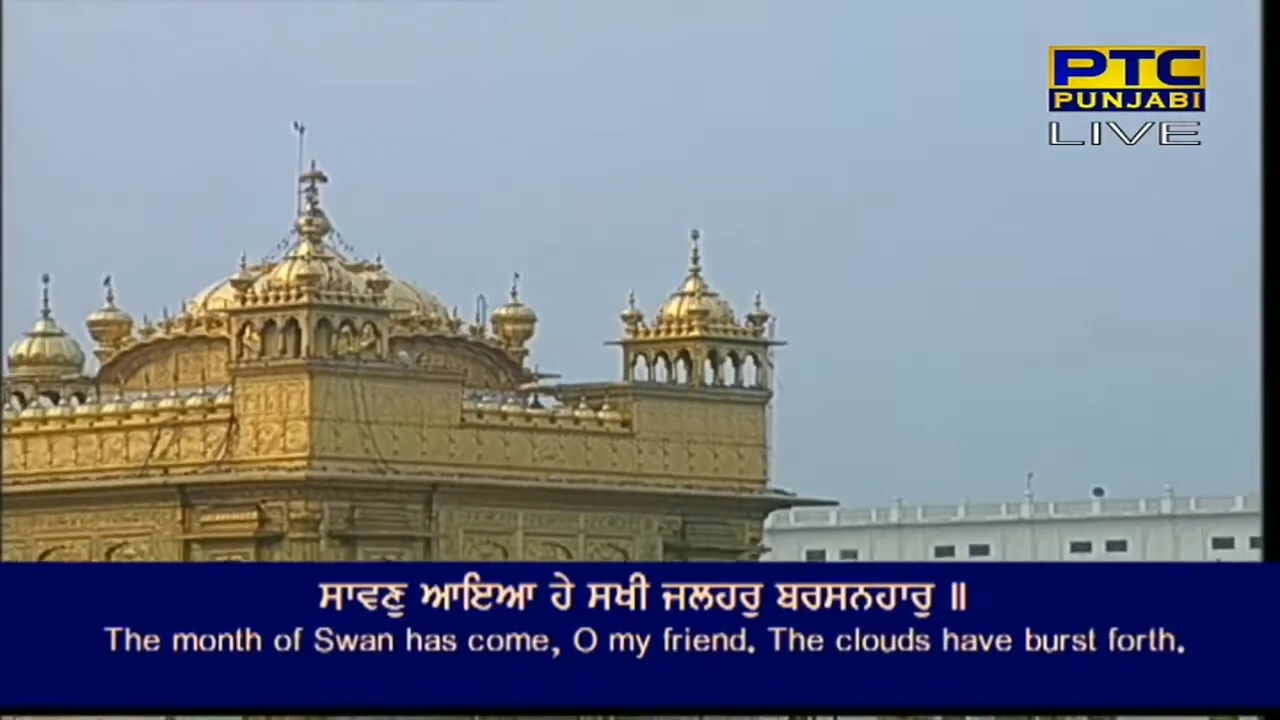 PTC
PUNJABI
LIVE
ਸਾਵਣੁ ਆਇਆ ਹੇ ਸਖੀ ਜਲਹਰੁ ਬਰਸਨਹਾਰੁ ॥
The month of Swan has come, O my friend. The clouds have burst forth.